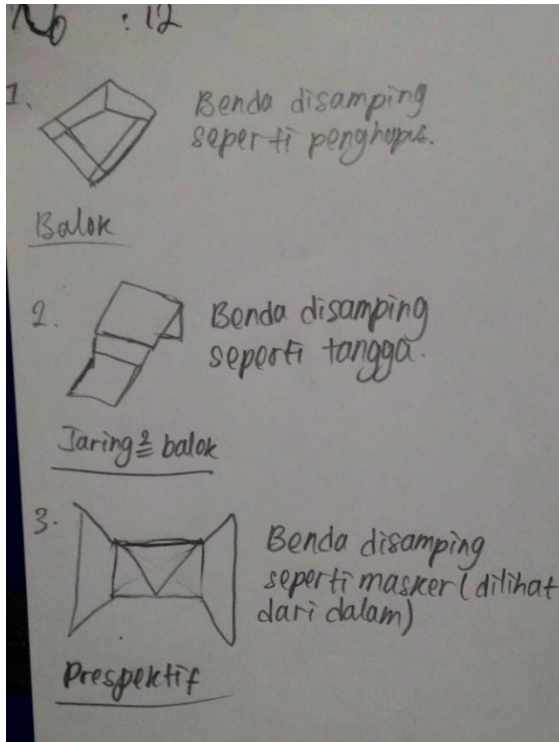 No : 12
1.
Benda disamping
seperti penghapus.
Balok
2.
Benda disamping
seperti tangga.
Jaring² balok
3.
Benda disamping
seperti masker (dilihat
dari dalam)
Prespektif